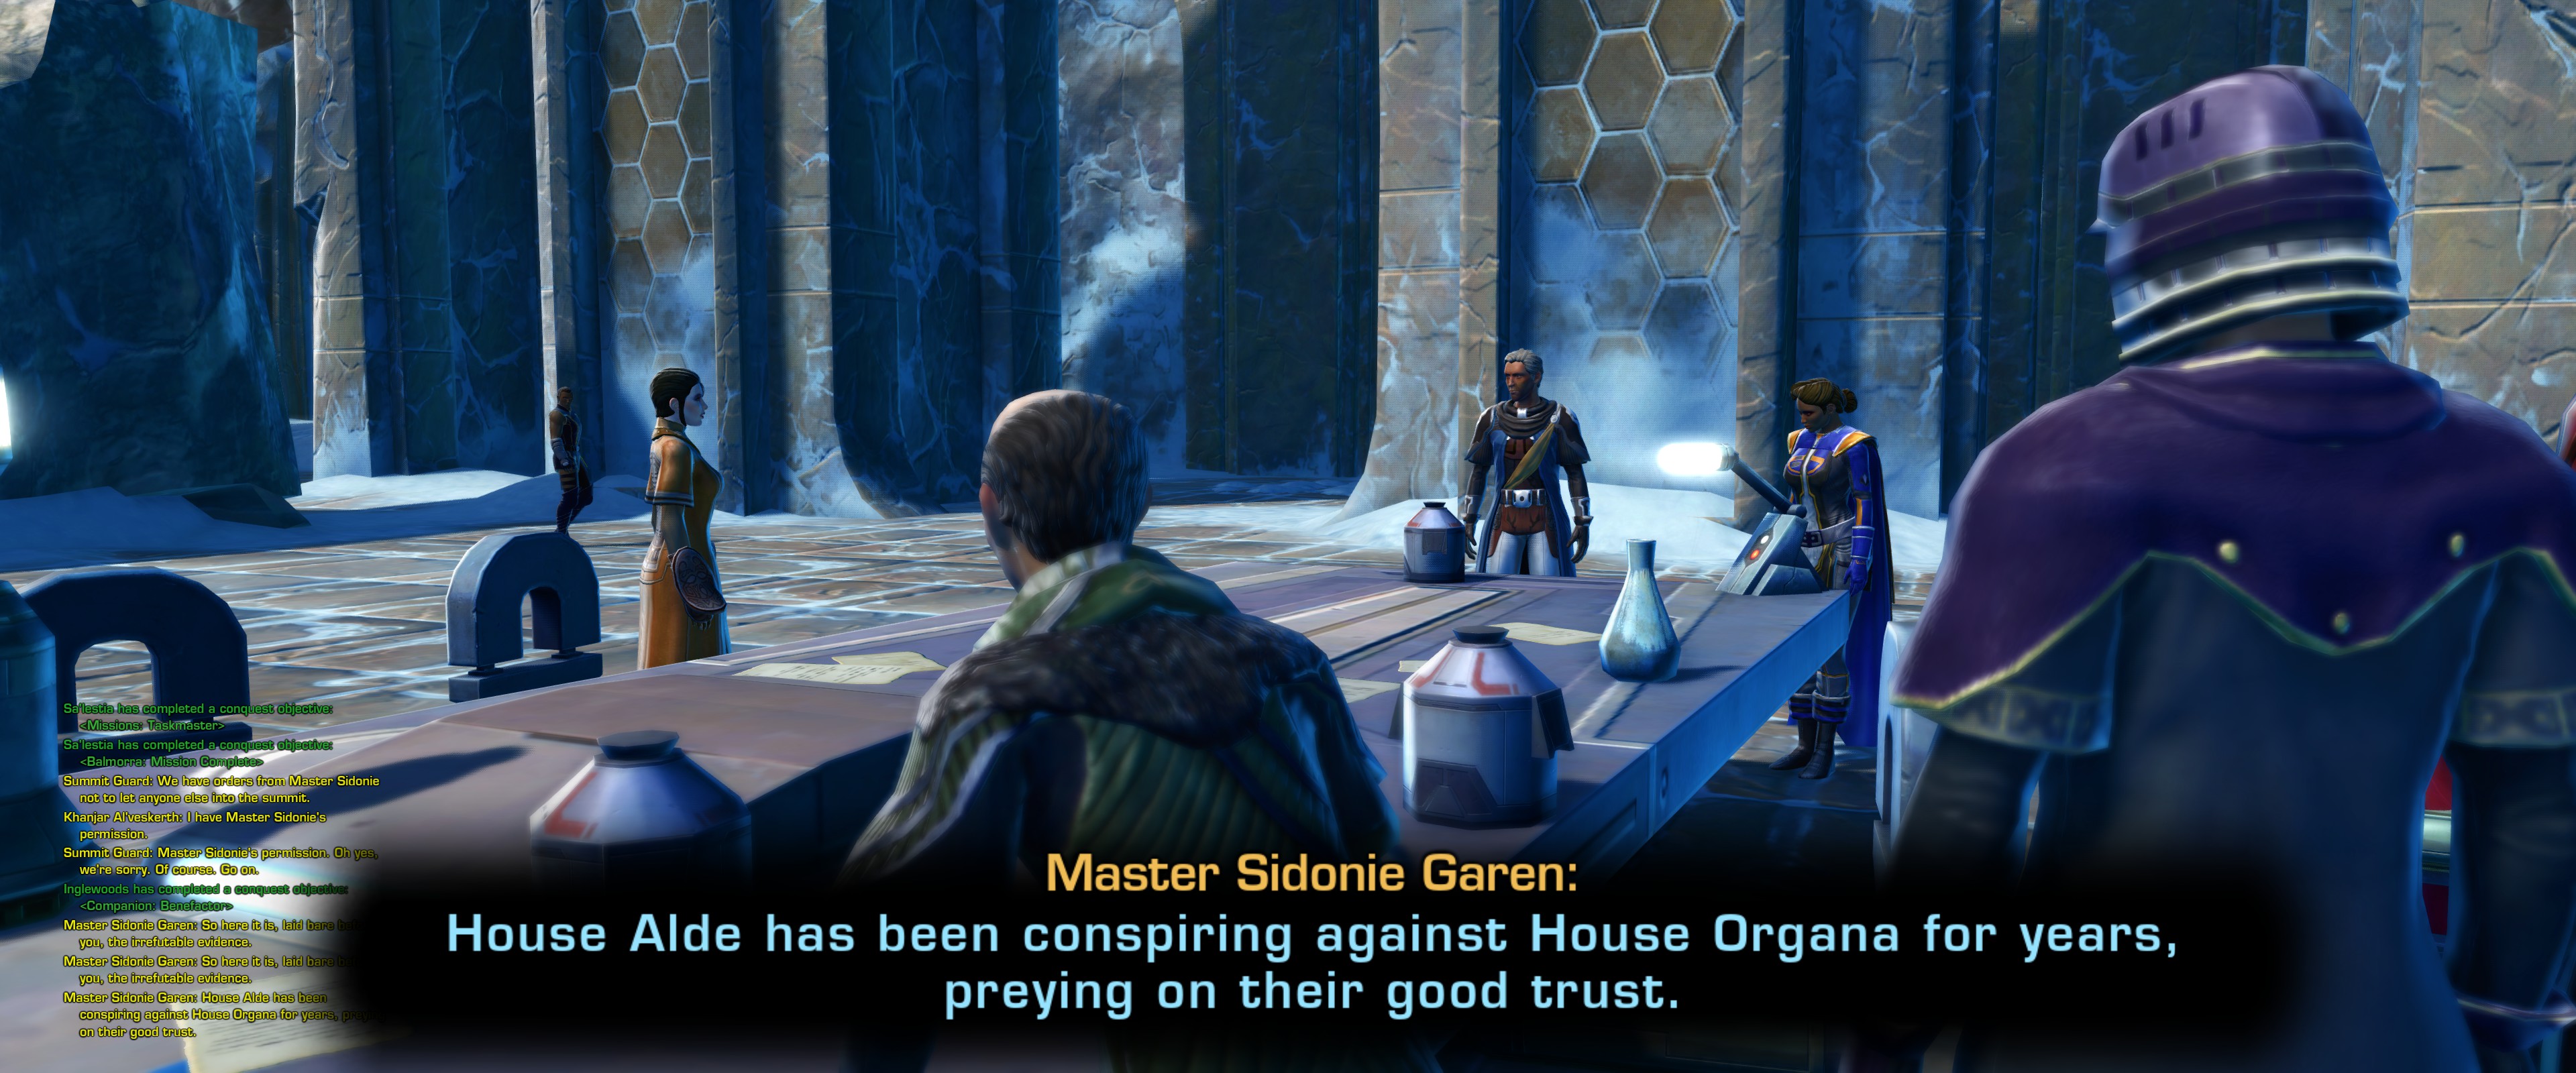 Sa'lestia has completed a conquest objective:
<Missions: Taskmaster>
Sa'lestia has completed a conquest objective:
<Balmorra: Mission Complete>
Summit Guard: We have orders from Master Sidonie
not to let anyone else into the summit.
Khanjar Al'veskerth: I have Master Sidonie's
permission.
Summit Guard: Master Sidonie's permission. Oh yes,
we're sorry. Of course. Go on.
Inglewoods has completed a conquest objective:
<Companion: Benefactor>
Master Sidonie Garen: So here it is, laid bare
you, the irrefutable evidence.
Master Sidonie Garen: So here it is, laid bare
you, the irrefutable evidence.
Master Sidonie Garen: House Alde has been
conspiring against House Organa for years, preying
on their good trust.
Master Sidonie Garen:
House Alde has been conspiring against House Organa for years,
preying on their good trust.